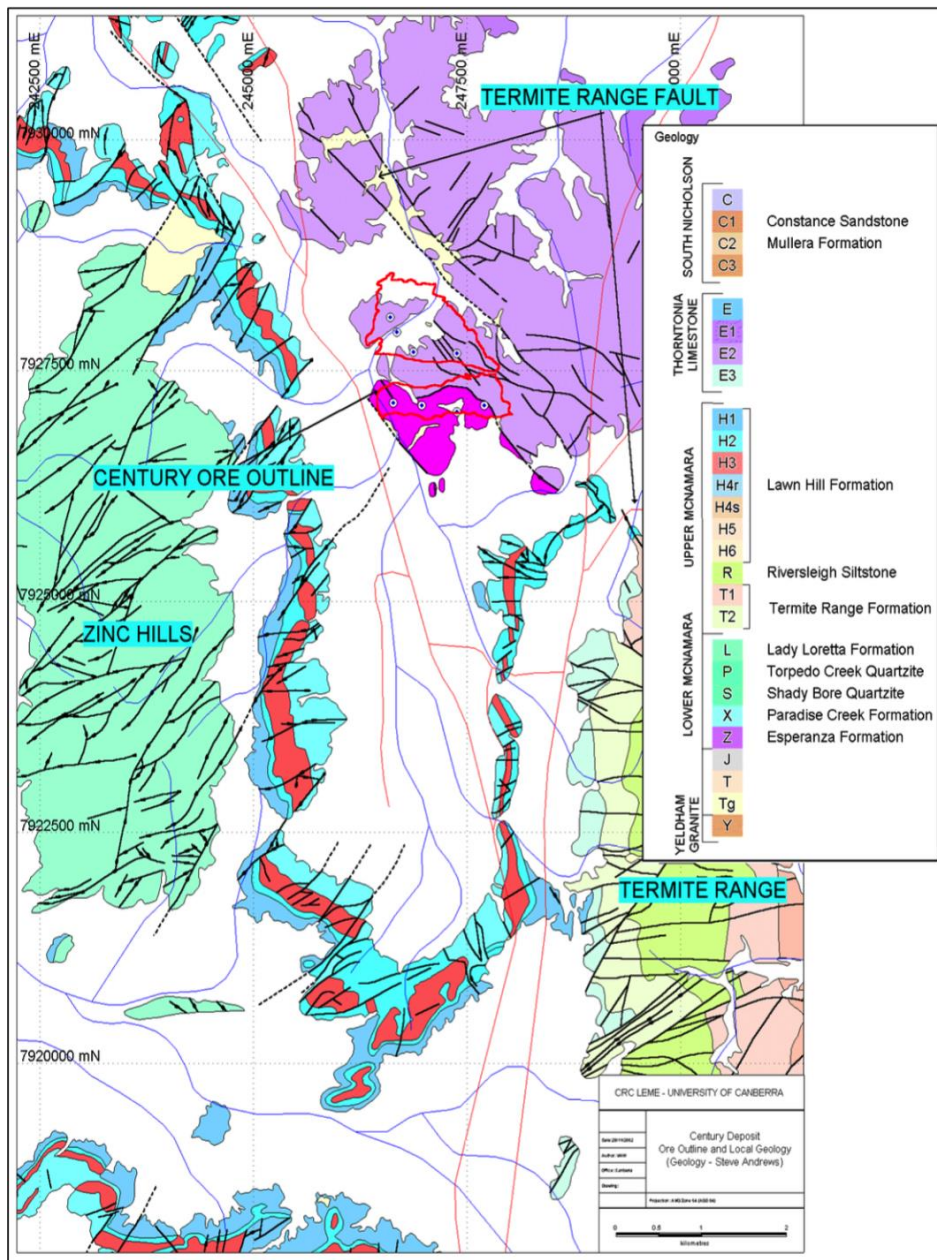 242500 mE
245000 mE
247500 mE
000 mE
TERMITE RANGE FAULT
7930000 mN
7927500 mN
CENTURY ORE OUTLINE
7925000 mN
ZINC HILLS
7922500 mN
TERMITE RANGE
7920000 mN
Geology
SOUTH NICHOLSON
C
C1 Constance Sandstone
C2 Mullera Formation
C3
THORNTONIA
LIMESTONE
E
E1
E2
E3
UPPER MCNAMARA
H1
H2
H3
H4r Lawn Hill Formation
H4s
H5
H6
R Riversleigh Siltstone
T1
T2 Termite Range Formation
LOWER MCNAMARA
L Lady Loretta Formation
P Torpedo Creek Quartzite
S Shady Bore Quartzite
X Paradise Creek Formation
Z Esperanza Formation
J
YELDHAM
GRANITE
T
Tg
Y
CRC LEME - UNIVERSITY OF CANBERRA
Century Deposit
Ore Outline and Local Geology
(Geology - Steve Andrews)
0 0.5 1 2
kilometres